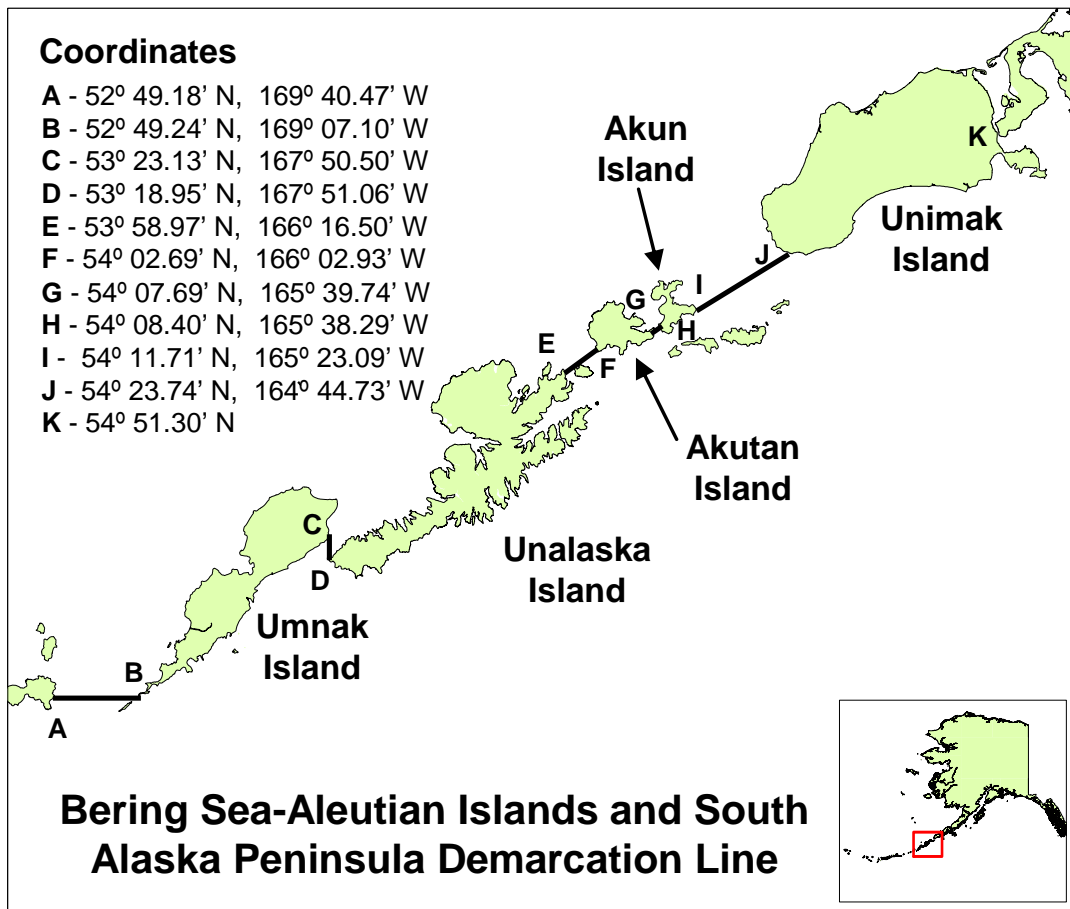 Coordinates
A - 52º 49.18’ N, 169º 40.47’ W
B - 52º 49.24’ N, 169º 07.10’ W
C - 53º 23.13’ N, 167º 50.50’ W
D - 53º 18.95’ N, 167º 51.06’ W
E - 53º 58.97’ N, 166º 16.50’ W
F - 54º 02.69’ N, 166º 02.93’ W
G - 54º 07.69’ N, 165º 39.74’ W
H - 54º 08.40’ N, 165º 38.29’ W
I - 54º 11.71’ N, 165º 23.09’ W
J - 54º 23.74’ N, 164º 44.73’ W
K - 54º 51.30’ N
Akun
Island
K
Unimak
Island
J
I
G
H
E
F
Akutan
Island
C
D
Unalaska
Island
Umnak
Island
B
A
Bering Sea-Aleutian Islands and South
Alaska Peninsula Demarcation Line